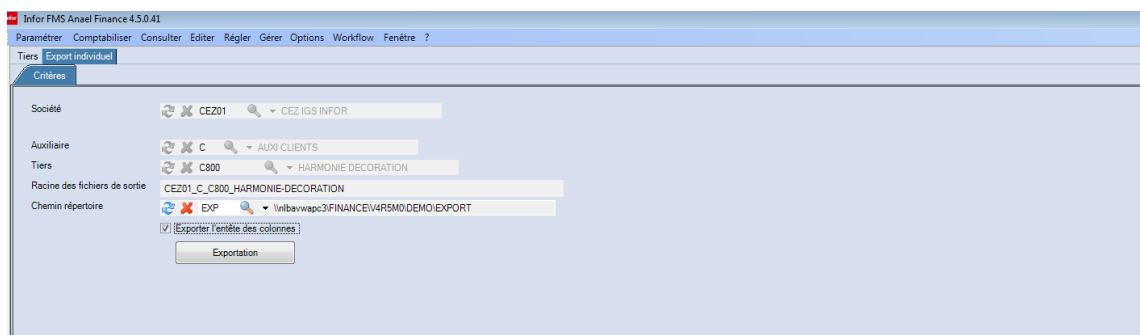 infor Infor FMS Anael Finance 4.5.0.41
Paramétrer Comptabiliser Consulter Editer Régler Gérer Options Workflow Fenêtre ?
Tiers Export individuel
Critères
Société CEZ01 CEZ IGS INFOR
Auxiliaire C AUXI CLIENTS
Tiers C800 HARMONIE DECORATION
Racine des fichiers de sortie CEZ01_C_C800_HARMONIE-DECORATION
Chemin répertoire EXP \\nlbavwapc3\FINANCE\V4R5M0\DEMO\EXPORT
Exporter l'entête des colonnes
Exportation